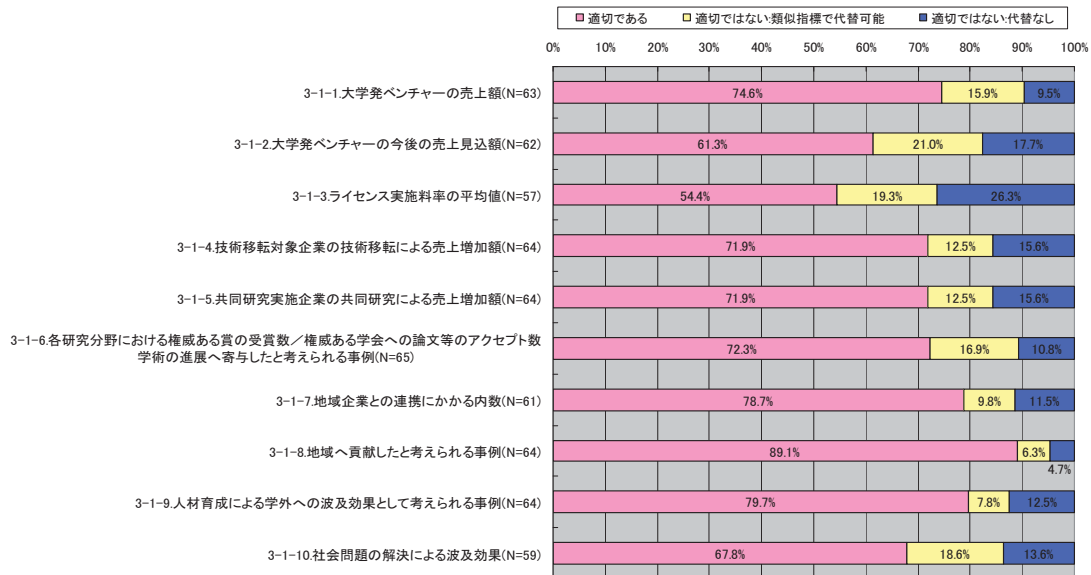 適切である 適切ではない:類似指標で代替可能 適切ではない:代替なし
0% 10% 20% 30% 40% 50% 60% 70% 80% 90% 100%
3-1-1.大学発ベンチャーの売上額(N=63) 74.6% 15.9% 9.5%
3-1-2.大学発ベンチャーの今後の売上見込額(N=62) 61.3% 21.0% 17.7%
3-1-3.ライセンス実施料率の平均値(N=57) 54.4% 19.3% 26.3%
3-1-4.技術移転対象企業の技術移転による売上増加額(N=64) 71.9% 12.5% 15.6%
3-1-5.共同研究実施企業の共同研究による売上増加額(N=64) 71.9% 12.5% 15.6%
3-1-6.各研究分野における権威ある賞の受賞数／権威ある学会への論文等のアクセプト数
学術の進展へ寄与したと考えられる事例(N=65) 72.3% 16.9% 10.8%
3-1-7.地域企業との連携にかかる内数(N=61) 78.7% 9.8% 11.5%
3-1-8.地域へ貢献したと考えられる事例(N=64) 89.1% 6.3%
4.7%
3-1-9.人材育成による学外への波及効果として考えられる事例(N=64) 79.7% 7.8% 12.5%
3-1-10.社会問題の解決による波及効果(N=59) 67.8% 18.6% 13.6%